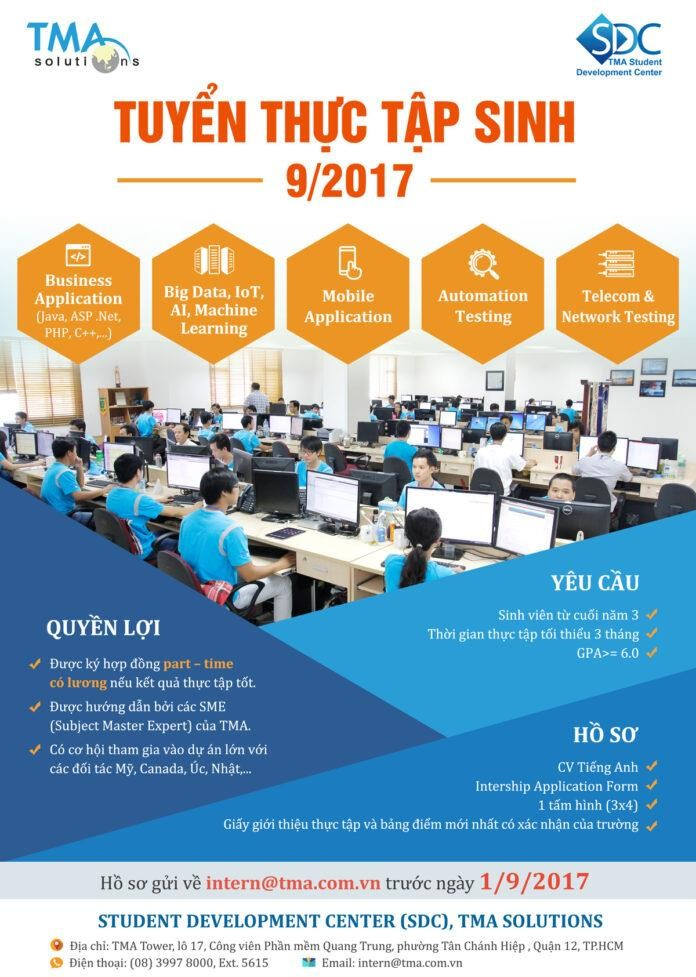 TMA
solutions
SDC
TMA Student
Development Center
TUYỂN THỰC TẬP SINH
9/2017
Business
Application
(Java, ASP .Net,
PHP, C++,...)
Big Data, IoT,
AI, Machine
Learning
Mobile
Application
Automation
Testing
Telecom &
Network Testing
QUYỀN LỢI
Được ký hợp đồng part – time
có lương nếu kết quả thực tập tốt.
Được hướng dẫn bởi các SME
(Subject Master Expert) của TMA.
Có cơ hội tham gia vào dự án lớn với
các đối tác Mỹ, Canada, Úc, Nhật,...
YÊU CẦU
Sinh viên từ cuối năm 3
Thời gian thực tập tối thiểu 3 tháng
GPA>= 6.0
HỒ SƠ
CV Tiếng Anh
Intership Application Form
1 tấm hình (3x4)
Giấy giới thiệu thực tập và bảng điểm mới nhất có xác nhận của trường
Hồ sơ gửi về intern@tma.com.vn trước ngày 1/9/2017
STUDENT DEVELOPMENT CENTER (SDC), TMA SOLUTIONS
Địa chỉ: TMA Tower, lô 17, Công viên Phần mềm Quang Trung, phường Tân Chánh Hiệp , Quận 12, TP.HCM
Điện thoại: (08) 3997 8000, Ext. 5615 Email: intern@tma.com.vn